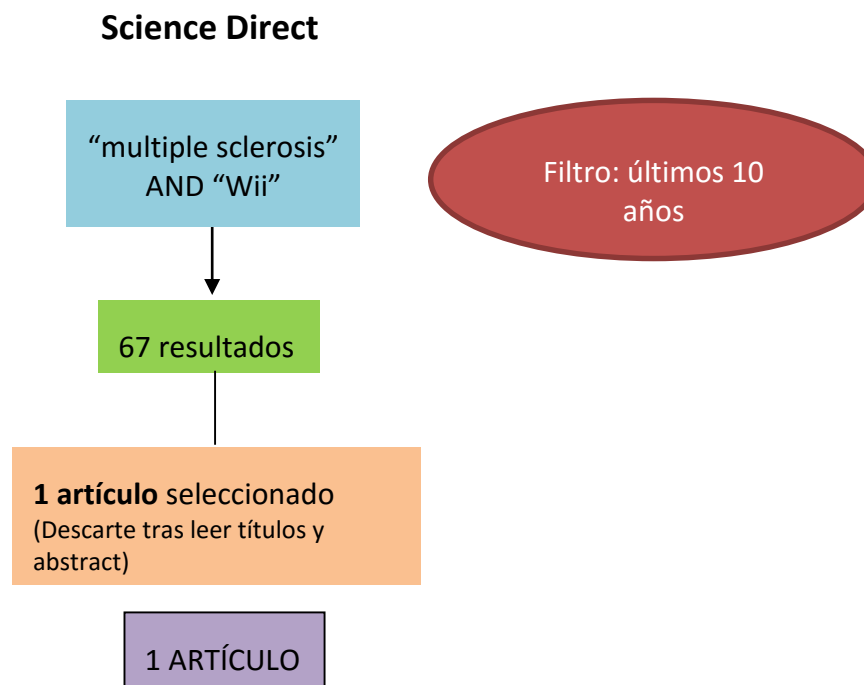 Science Direct
“multiple sclerosis”
AND “Wii”
Filtro: últimos 10
años
67 resultados
1 artículo seleccionado
(Descarte tras leer títulos y
abstract)
1 ARTÍCULO